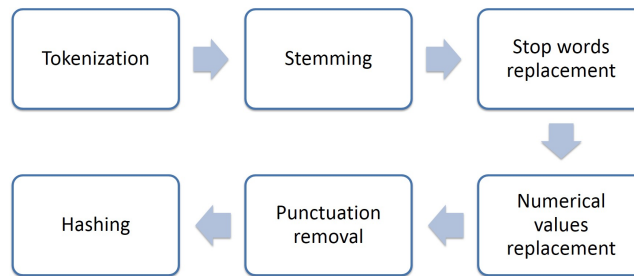 Tokenization
Stemming
Stop words
replacement
Numerical
values
replacement
Punctuation
removal
Hashing